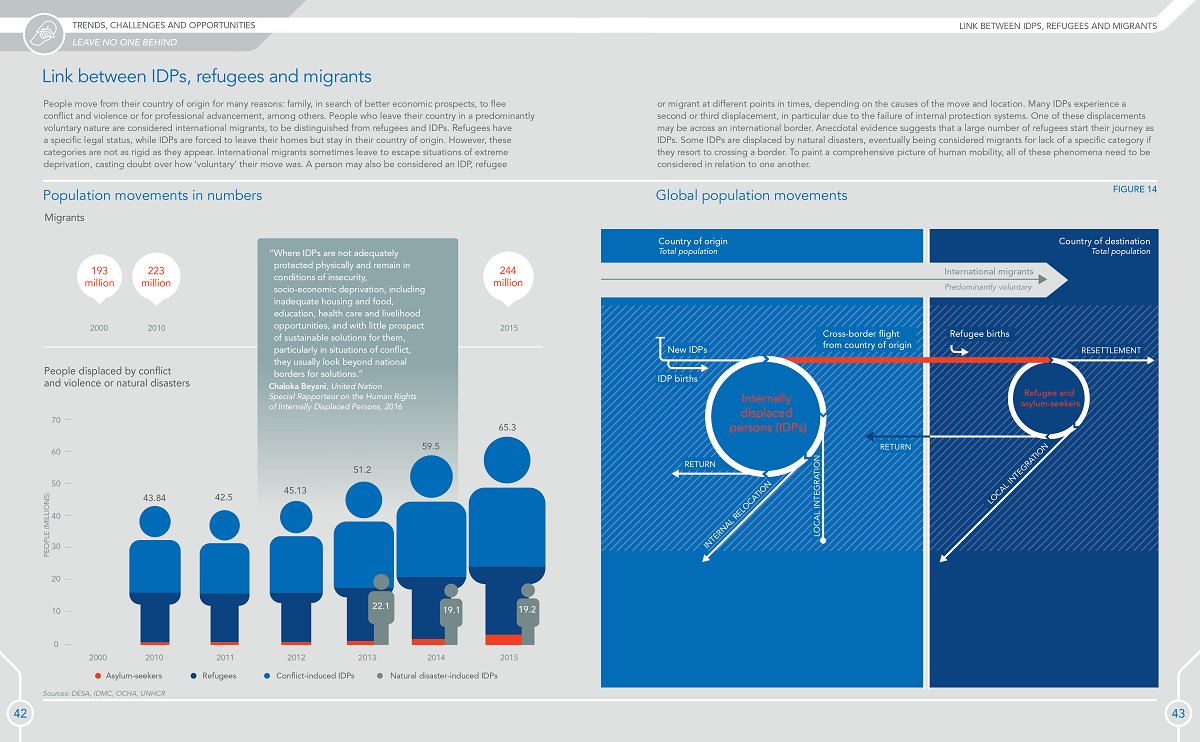 TRENDS, CHALLENGES AND OPPORTUNITIES
LEAVE NO ONE BEHIND
LINK BETWEEN IDPS, REFUGEES AND MIGRANTS
Link between IDPs, refugees and migrants
People move from their country of origin for many reasons: family, in search of better economic prospects, to flee
conflict and violence or for professional advancement, among others. People who leave their country in a predominantly
voluntary nature are considered international migrants, to be distinguished from refugees and IDPs. Refugees have
a specific legal status, while IDPs are forced to leave their homes but stay in their country of origin. However, these
categories are not as rigid as they appear. International migrants sometimes leave to escape situations of extreme
deprivation, casting doubt over how ‘voluntary’ their move was. A person may also be considered an IDP, refugee
or migrant at different points in times, depending on the causes of the move and location. Many IDPs experience a
second or third displacement, in particular due to the failure of internal protection systems. One of these displacements
may be across an international border. Anecdotal evidence suggests that a large number of refugees start their journey as
IDPs. Some IDPs are displaced by natural disasters, eventually being considered migrants for lack of a specific category if
they resort to crossing a border. To paint a comprehensive picture of human mobility, all of these phenomena need to be
considered in relation to one another.
Population movements in numbers
Migrants
193
million
223
million
244
million
2000
2010
2015
“Where IDPs are not adequately
protected physically and remain in
conditions of insecurity,
socio-economic deprivation, including
inadequate housing and food,
education, health care and livelihood
opportunities, and with little prospect
of sustainable solutions for them,
particularly in situations of conflict,
they usually look beyond national
borders for solutions.”
Chaloka Beyani, United Nation
Special Rapporteur on the Human Rights
of Internally Displaced Persons, 2016
People displaced by conflict
and violence or natural disasters
PEOPLE (MILLIONS)
70
60
50
40
30
20
10
0
43.84
42.5
45.13
51.2
59.5
65.3
22.1
19.1
19.2
2000
2010
2011
2012
2013
2014
2015
Asylum-seekers
Refugees
Conflict-induced IDPs
Natural disaster-induced IDPs
Sources: DESA, IDMC, OCHA, UNHCR
42
Global population movements
FIGURE 14
Country of origin
Total population
Country of destination
Total population
International migrants
Predominantly voluntary
New IDPs
IDP births
Cross-border flight
from country of origin
Refugee births
RESETTLEMENT
Internally
displaced
persons (IDPs)
Refugee and
asylum-seekers
RETURN
RETURN
INTERNAL RELOCATION
LOCAL INTEGRATION
LOCAL INTEGRATION
43